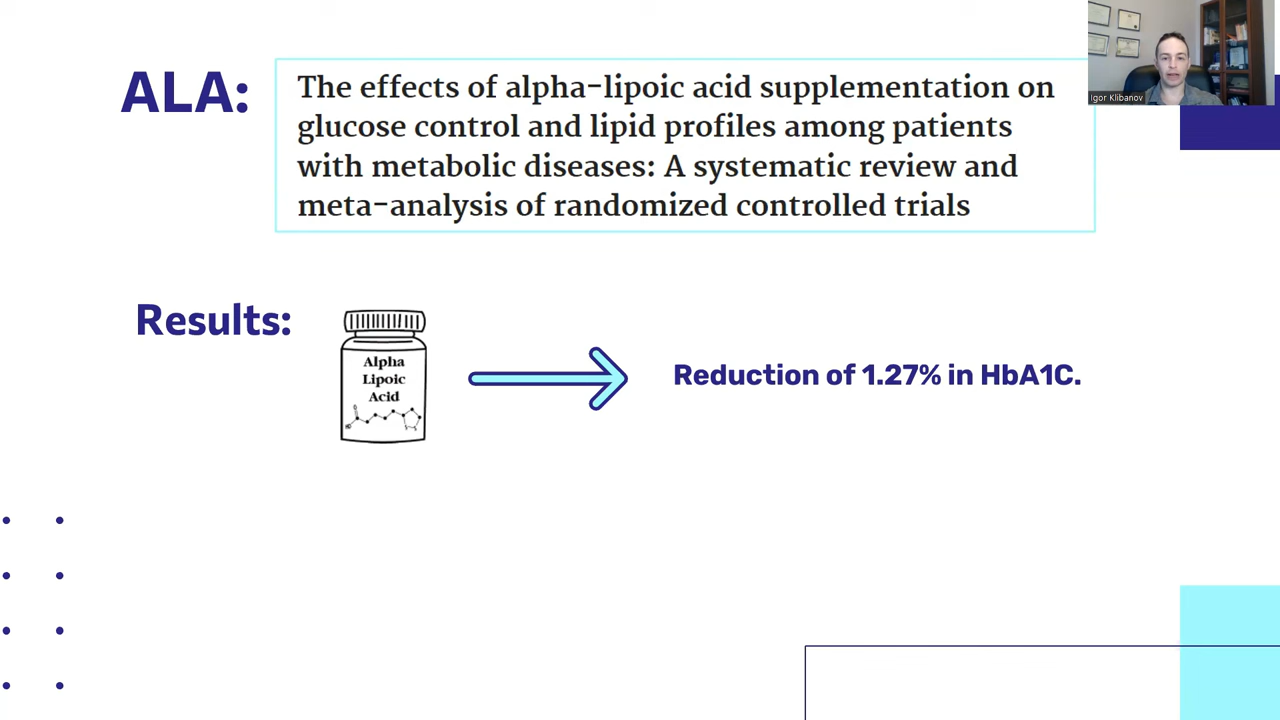 ALA:
The effects of alpha-lipoic acid supplementation on
glucose control and lipid profiles among patients
with metabolic diseases: A systematic review and
meta-analysis of randomized controlled trials
Igor Klibanov
Results:
Alpha
Lipoic
Acid
Reduction of 1.27% in HbA1C.